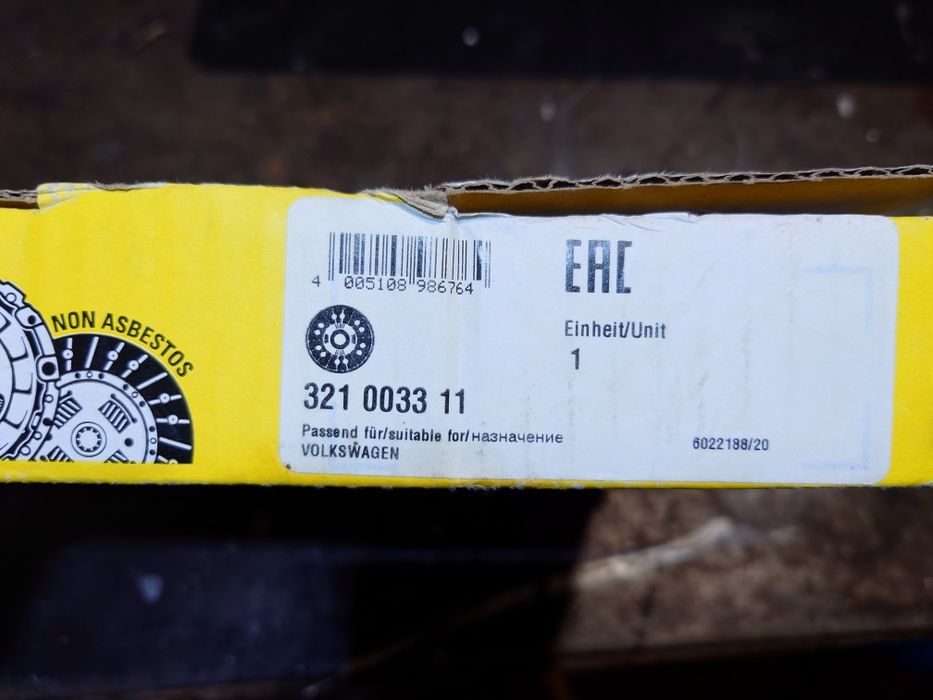 NON ASBESTOS
4 005108 986764
EAC
Einheit/Unit
1
321 0033 11
Passend für/suitable for/назначение
VOLKSWAGEN
6022188/20